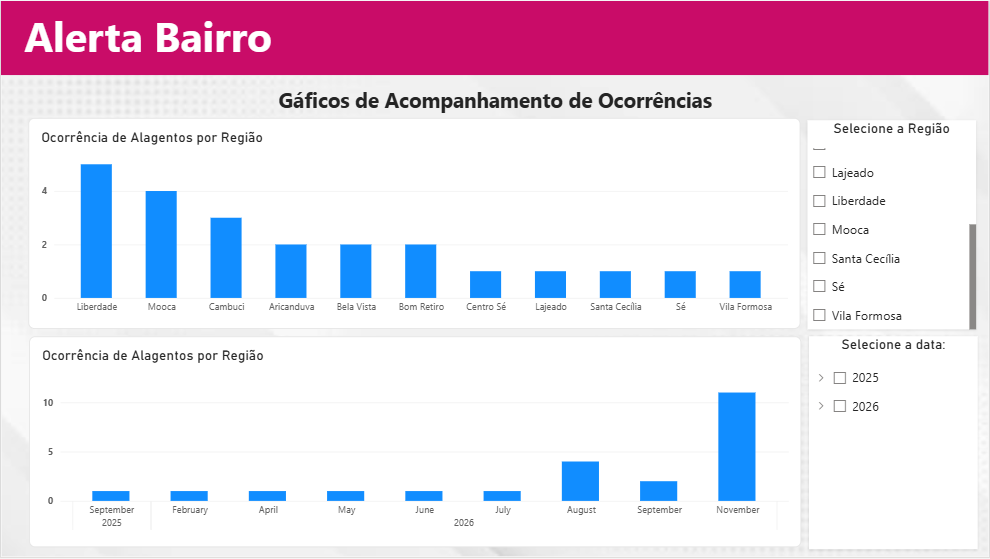 Alerta Bairro
Gáficos de Acompanhamento de Ocorrências
Ocorrência de Alagentos por Região
4
2
0
Liberdade Mooca Cambuci Aricanduva Bela Vista Bom Retiro Centro Sé Lajeado Santa Cecília Sé Vila Formosa
Selecione a Região
Lajeado
Liberdade
Mooca
Santa Cecília
Sé
Vila Formosa
Ocorrência de Alagentos por Região
10
5
0
September February April May June July August September November
2025 2026
Selecione a data:
2025
2026